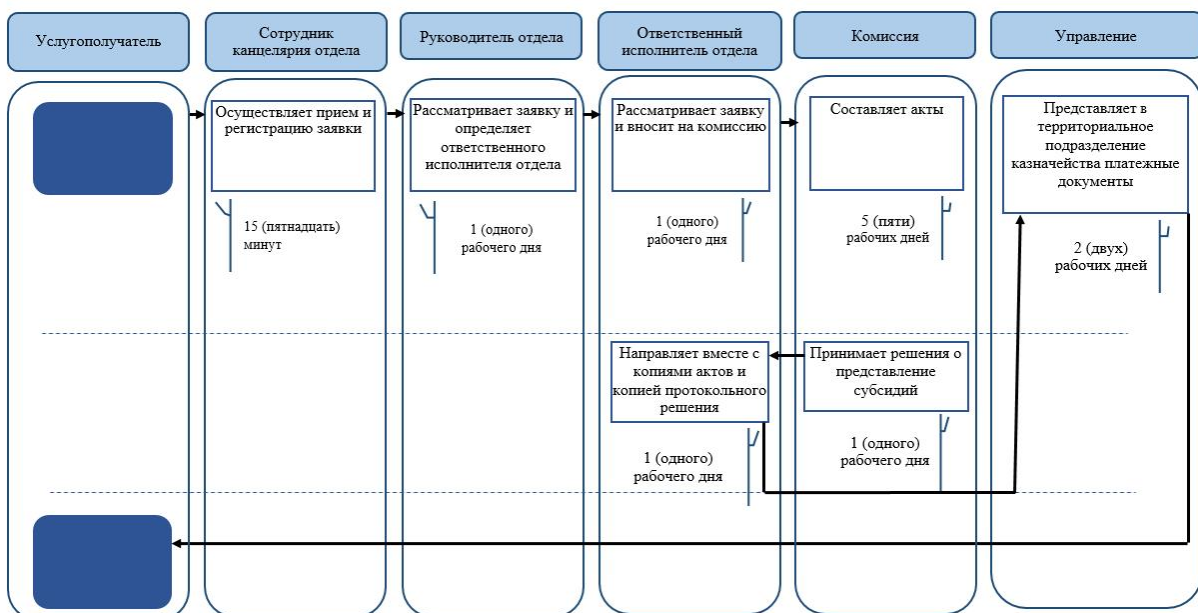 Услугополучатель
Сотрудник
канцелярия отдела
Руководитель отдела
Ответственный
исполнитель отдела
Комиссия
Управление
Осуществляет прием и
регистрацию заявки
Рассматривает заявку и
определяет
ответственного
исполнителя отдела
Рассматривает заявку
и вносит на комиссию
Составляет акты
Представляет в
территориальное
подразделение
казначейства платежные
документы
15 (пятнадцать)
минут
1 (одного)
рабочего дня
1 (одного)
рабочего дня
5 (пяти)
рабочих дней
2 (двух)
рабочих дней
Направляет вместе с
копиями актов и
копией протокольного
решения
Принимает решения о
представление
субсидий
1 (одного)
рабочего дня
1 (одного)
рабочего дня